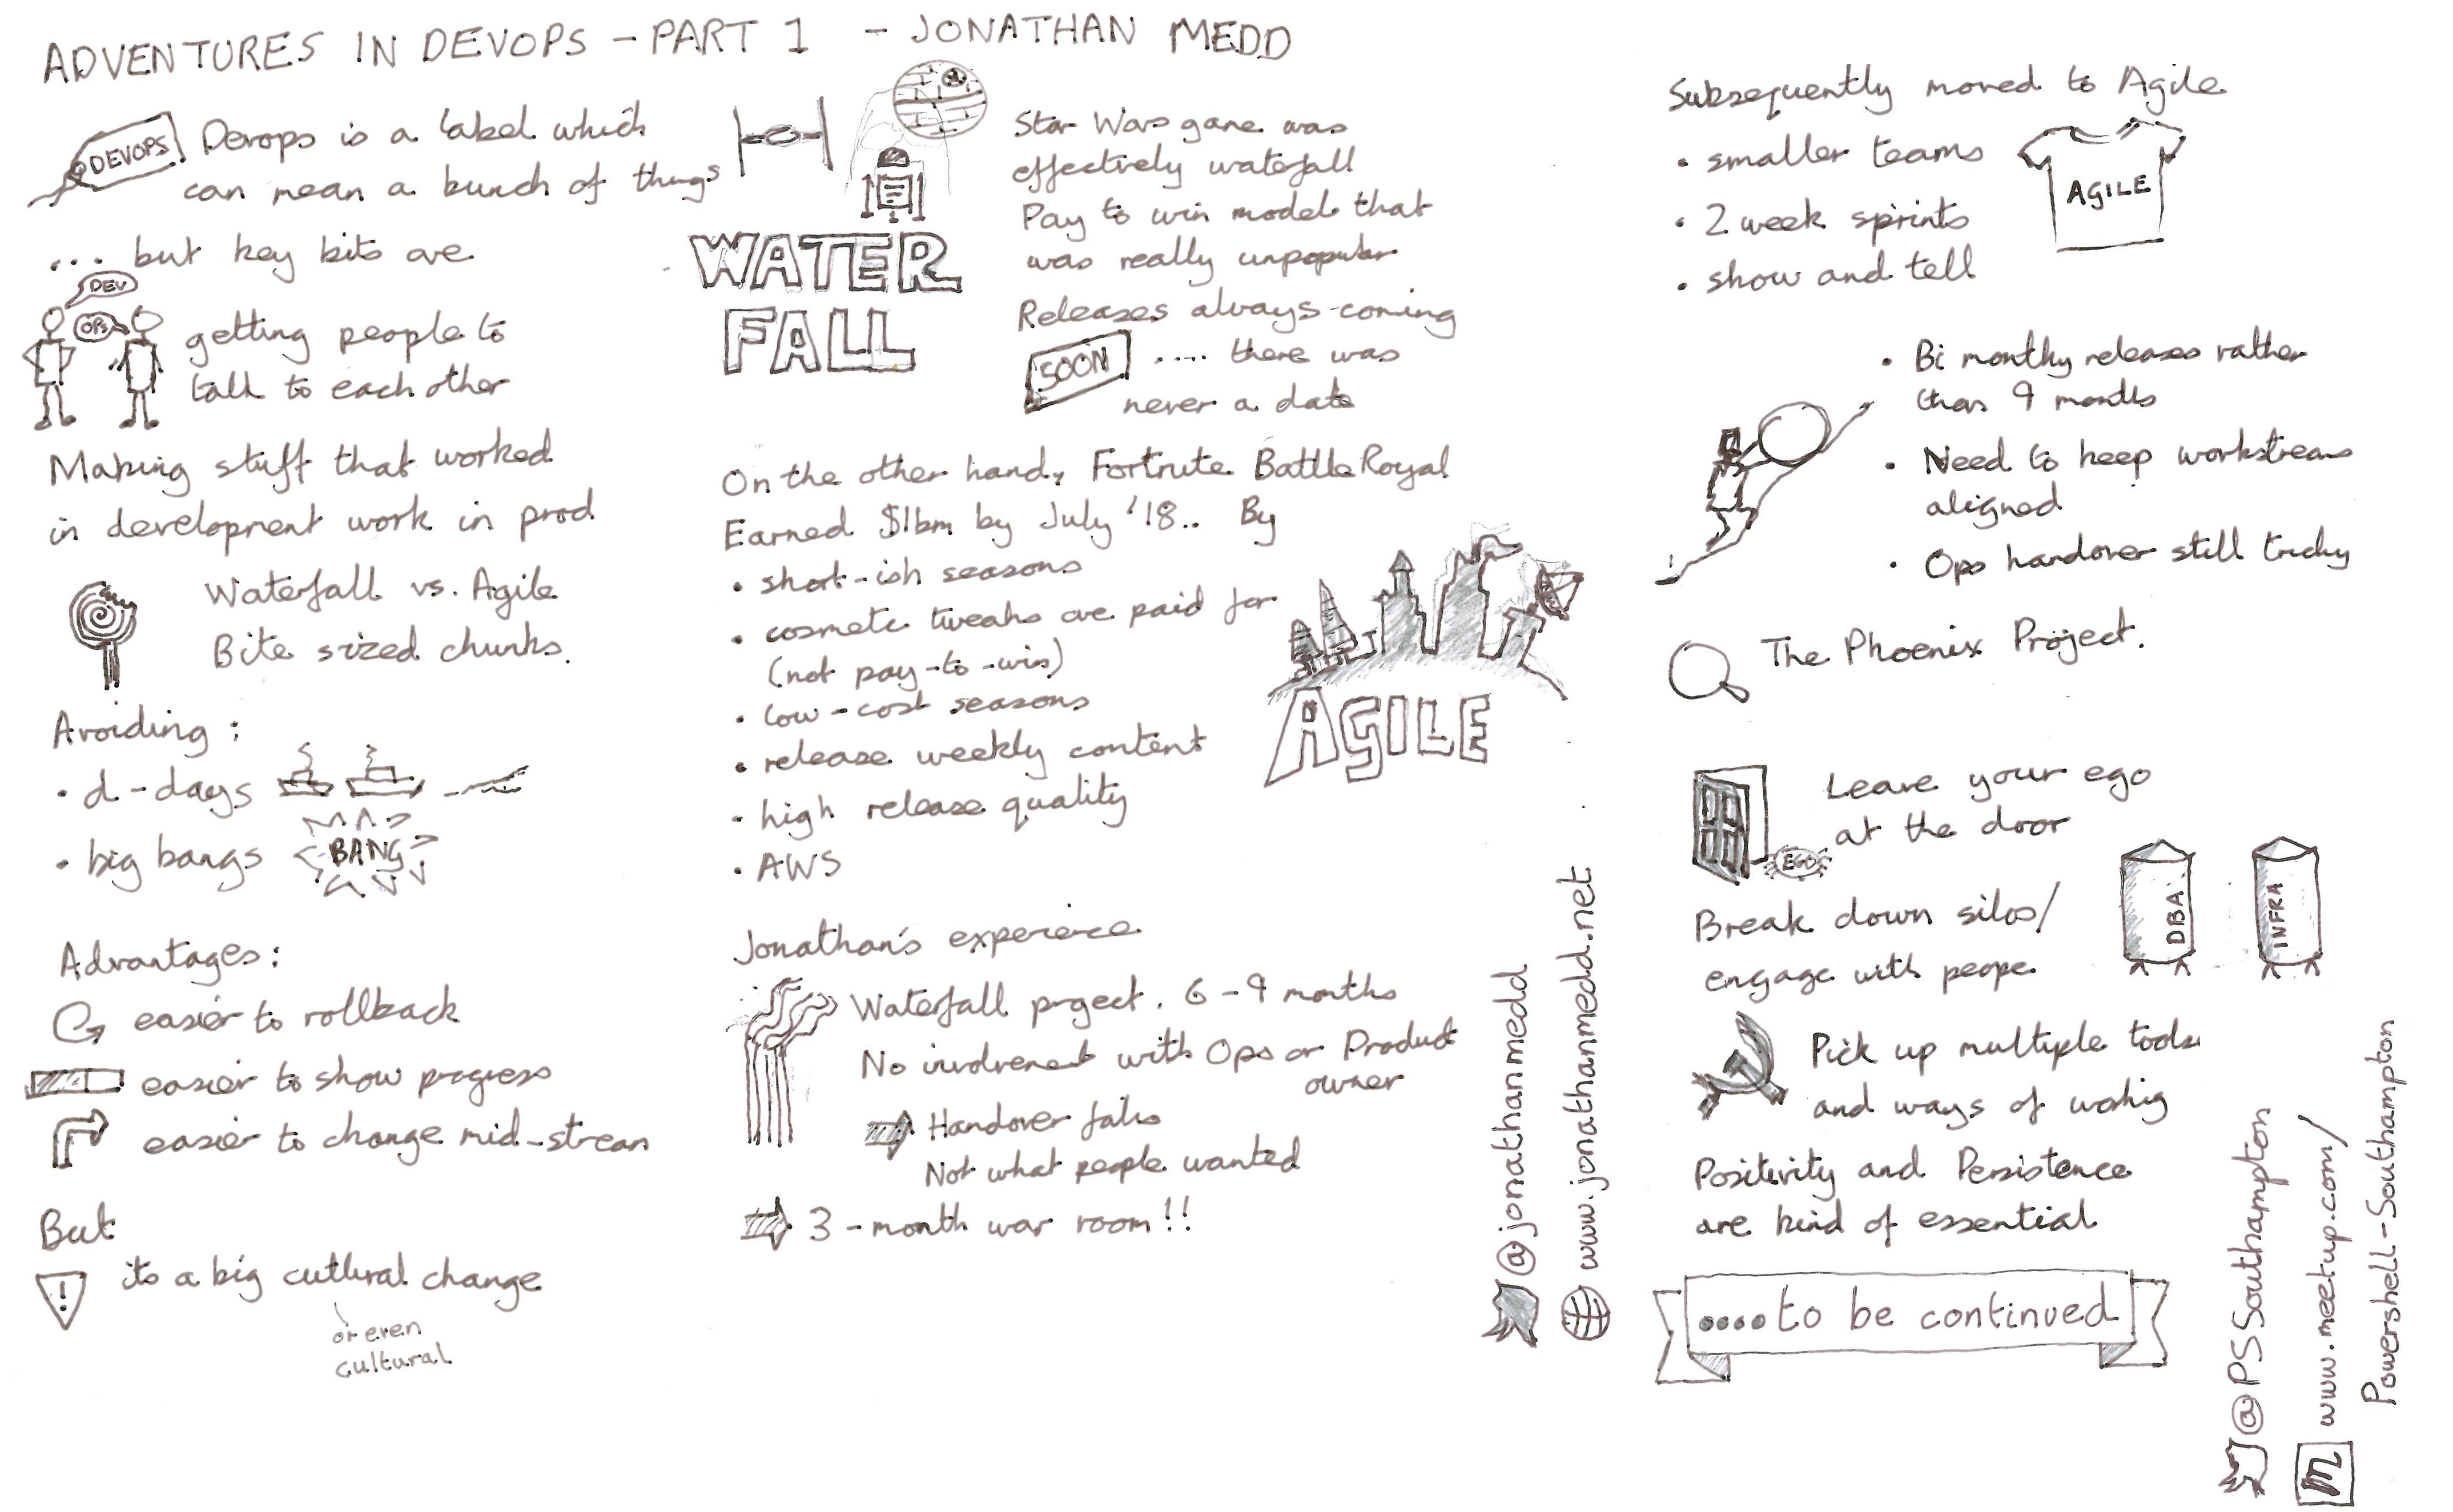 ADVENTURES IN DEVOPS - PART 1 - JONATHAN MEDD
DEVOPS
Devops is a label which
can mean a bunch of things
... but key bits are
DEV
OPS
getting people to
talk to each other
Making stuff that worked
in development work in prod
Waterfall vs. Agile
Bite sized chunks.
Avoiding:
• d-days
• big bangs
BANG
Advantages:
easier to rollback
easier to show progress
easier to change mid-stream
But
! its a big cutlural change
or even
cultural
WATER
FALL
Star Wars game was
effectively waterfall
Pay to win model that
was really unpopular
Releases always coming
SOON .... there was
never a date
On the other hand, Fortnite Battle Royal
Earned $1bm by July '18.. By
• short-ish seasons
• cosmetic tweaks are paid for
(not pay-to-win)
• low-cost seasons
• release weekly content
• high release quality
• AWS
AGILE
Jonathan's experience
Waterfall project. 6-9 months
No involvement with Ops or Product
owner
Handover fails
Not what people wanted
3-month war room!!
@jonathanmedd
www.jonathanmedd.net
Subsequently moved to Agile
• smaller teams
• 2 week sprints
• show and tell
AGILE
• Bi monthy releases rather
than 9 months
• Need to keep workstreams
aligned
• Ops handover still tricky
The Phoenix Project.
Leave your ego
at the door
EGO
Break down silos/
engage with peope
DBA
INFRA
Pick up multiple tools
and ways of working
Positivity and Persistence
are kind of essential
....to be continued
@PSSouthampton
m www.meetup.com/
Powershell-Southampton